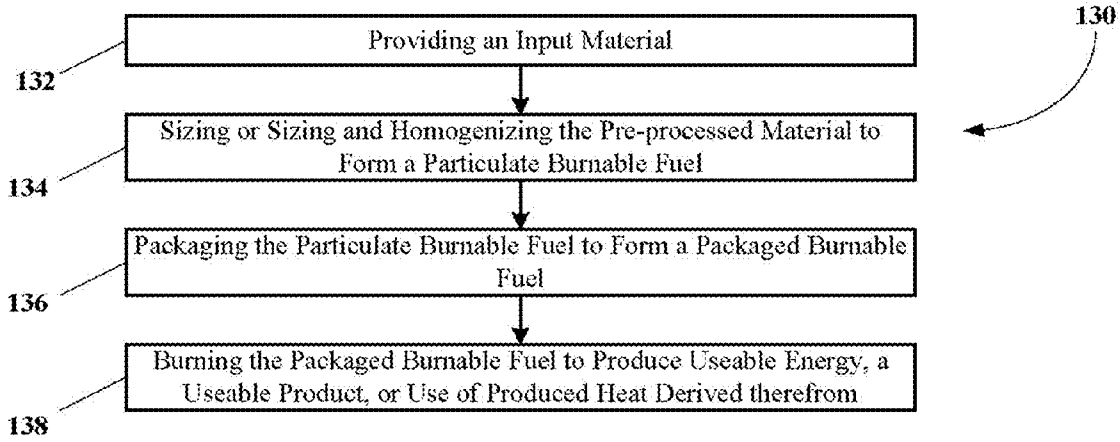 130
Providing an Input Material
132
Sizing or Sizing and Homogenizing the Pre-processed Material to
Form a Particulate Burnable Fuel
134
Packaging the Particulate Burnable Fuel to Form a Packaged Burnable
Fuel
136
Burning the Packaged Burnable Fuel to Produce Useable Energy, a
Useable Product, or Use of Produced Heat Derived therefrom
138